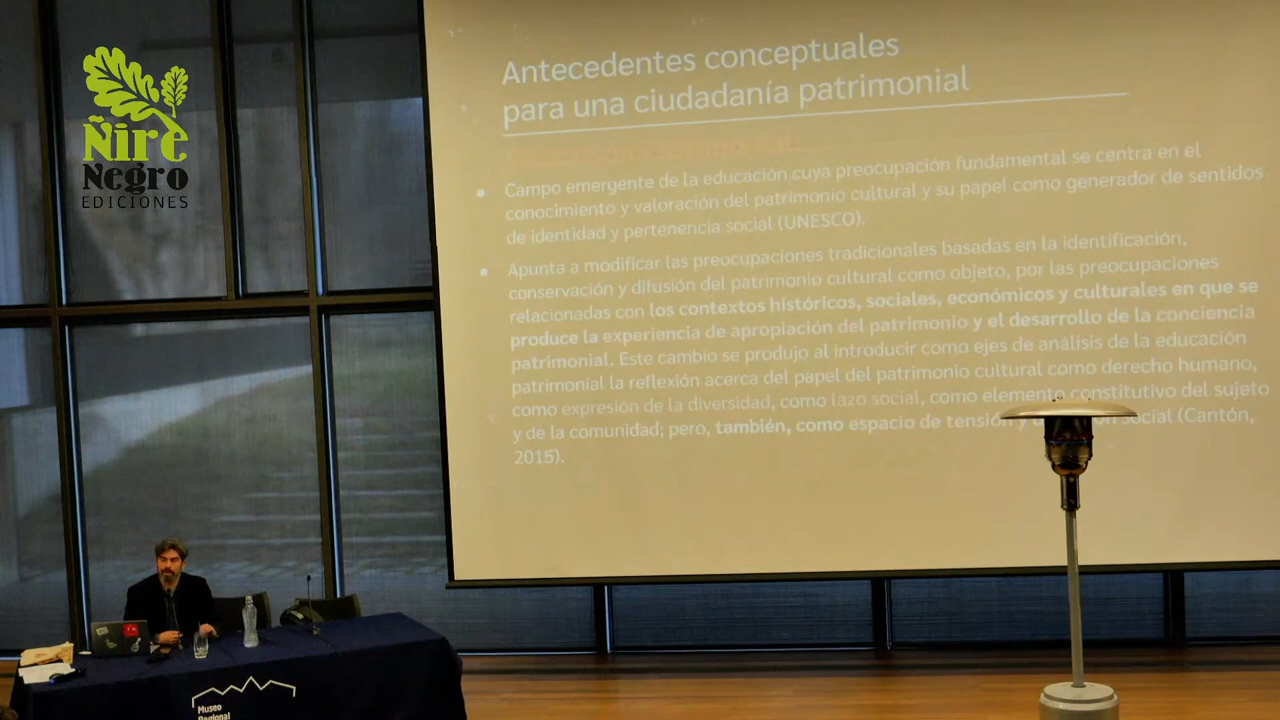 Ñire
Negro
EDICIONES
Antecedentes conceptuales
para una ciudadanía patrimonial
Campo emergente de la educación cuya preocupación fundamental se centra en el
conocimiento y valoración del patrimonio cultural y su papel como generador de sentidos
de identidad y pertenencia social (UNESCO).
Apunta a modificar las preocupaciones tradicionales basadas en la identificación,
conservación y difusión del patrimonio cultural como objeto, por las preocupaciones
relacionadas con los contextos históricos, sociales, económicos y culturales en que se
produce la experiencia de apropiación del patrimonio y el desarrollo de la conciencia
patrimonial. Este cambio se produjo al introducir como ejes de análisis de la educación
patrimonial la reflexión acerca del papel del patrimonio cultural como derecho humano,
como expresión de la diversidad, como lazo social, como elemento constitutivo del sujeto
y de la comunidad; pero, también, como espacio de tensión y social (Cantón,
2015).
Museo
Regional